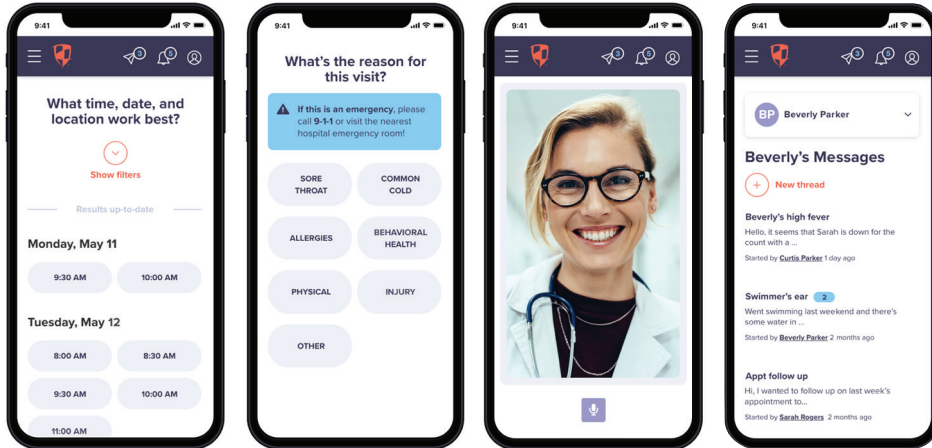 9:41
3
5
What time, date, and
location work best?
Show filters
Results up-to-date
Monday, May 11
9:30 AM
10:00 AM
Tuesday, May 12
8:00 AM
8:30 AM
9:30 AM
10:00 AM
11:00 AM
9:41
What's the reason for
this visit?
If this is an emergency, please
call 9-1-1 or visit the nearest
hospital emergency room!
SORE
THROAT
COMMON
COLD
ALLERGIES
BEHAVIORAL
HEALTH
PHYSICAL
INJURY
OTHER
9:41
3
5
9:41
3
5
BP
Beverly Parker
Beverly's Messages
New thread
Beverly's high fever
Hello, it seems that Sarah is down for the
count with a ...
Started by Curtis Parker 1 day ago
Swimmer's ear 2
Went swimming last weekend and there's
some water in ...
Started by Beverly Parker 2 months ago
Appt follow up
Hi, I wanted to follow up on last week's
appointment to...
Started by Sarah Rogers 2 months ago